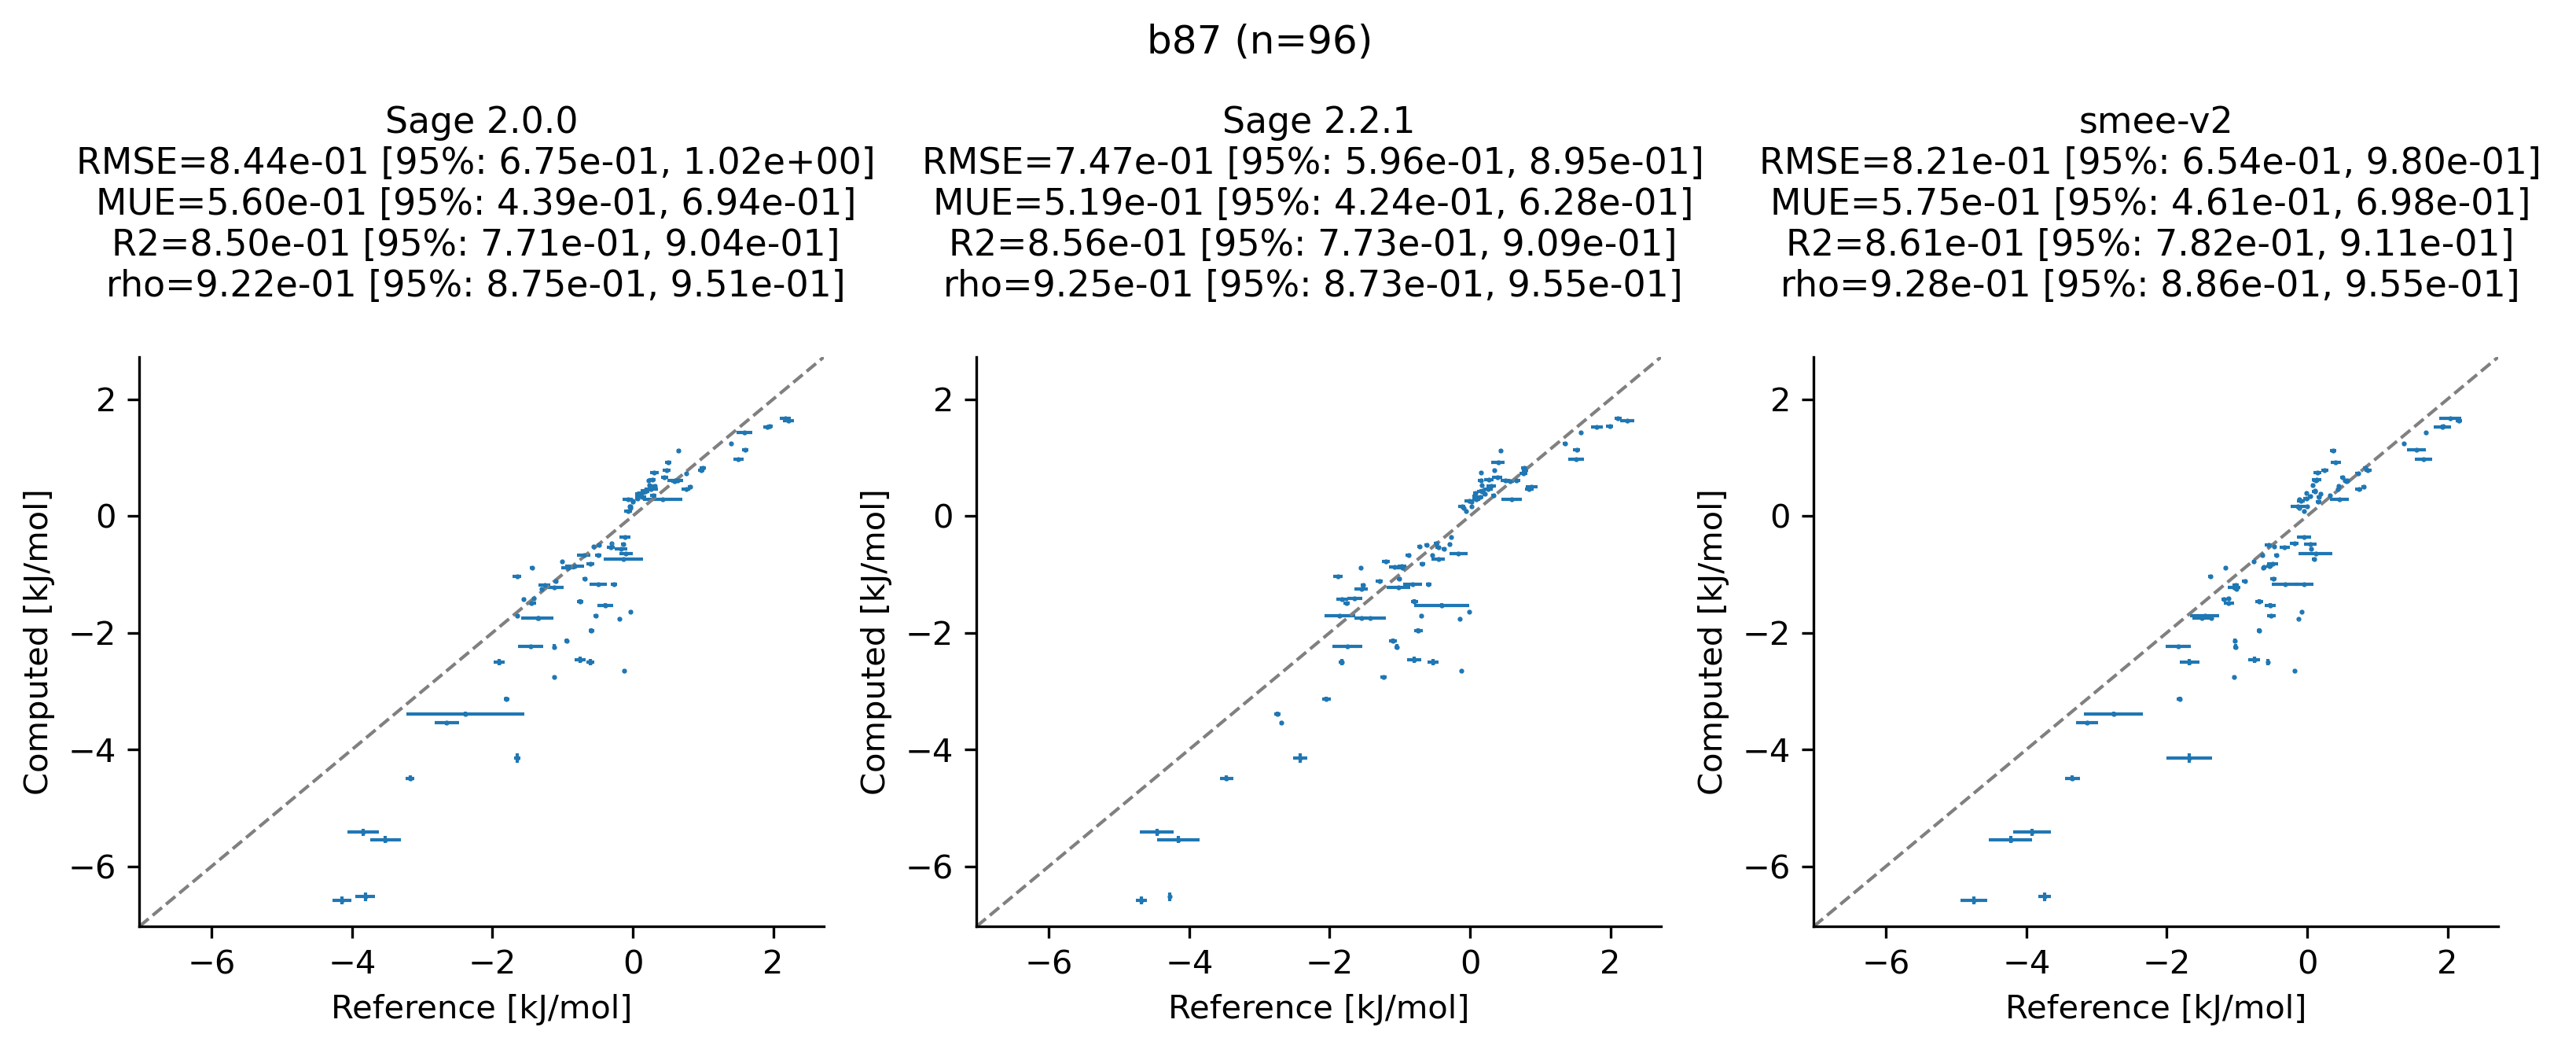 b87 (n=96)
Sage 2.0.0
RMSE=8.44e-01 [95%: 6.75e-01, 1.02e+00]
MUE=5.60e-01 [95%: 4.39e-01, 6.94e-01]
R2=8.50e-01 [95%: 7.71e-01, 9.04e-01]
rho=9.22e-01 [95%: 8.75e-01, 9.51e-01]
2
0
−2
−4
−6
Computed [kJ/mol]
−6 −4 −2 0 2
Reference [kJ/mol]
Sage 2.2.1
RMSE=7.47e-01 [95%: 5.96e-01, 8.95e-01]
MUE=5.19e-01 [95%: 4.24e-01, 6.28e-01]
R2=8.56e-01 [95%: 7.73e-01, 9.09e-01]
rho=9.25e-01 [95%: 8.73e-01, 9.55e-01]
2
0
−2
−4
−6
Computed [kJ/mol]
−6 −4 −2 0 2
Reference [kJ/mol]
smee-v2
RMSE=8.21e-01 [95%: 6.54e-01, 9.80e-01]
MUE=5.75e-01 [95%: 4.61e-01, 6.98e-01]
R2=8.61e-01 [95%: 7.82e-01, 9.11e-01]
rho=9.28e-01 [95%: 8.86e-01, 9.55e-01]
2
0
−2
−4
−6
Computed [kJ/mol]
−6 −4 −2 0 2
Reference [kJ/mol]